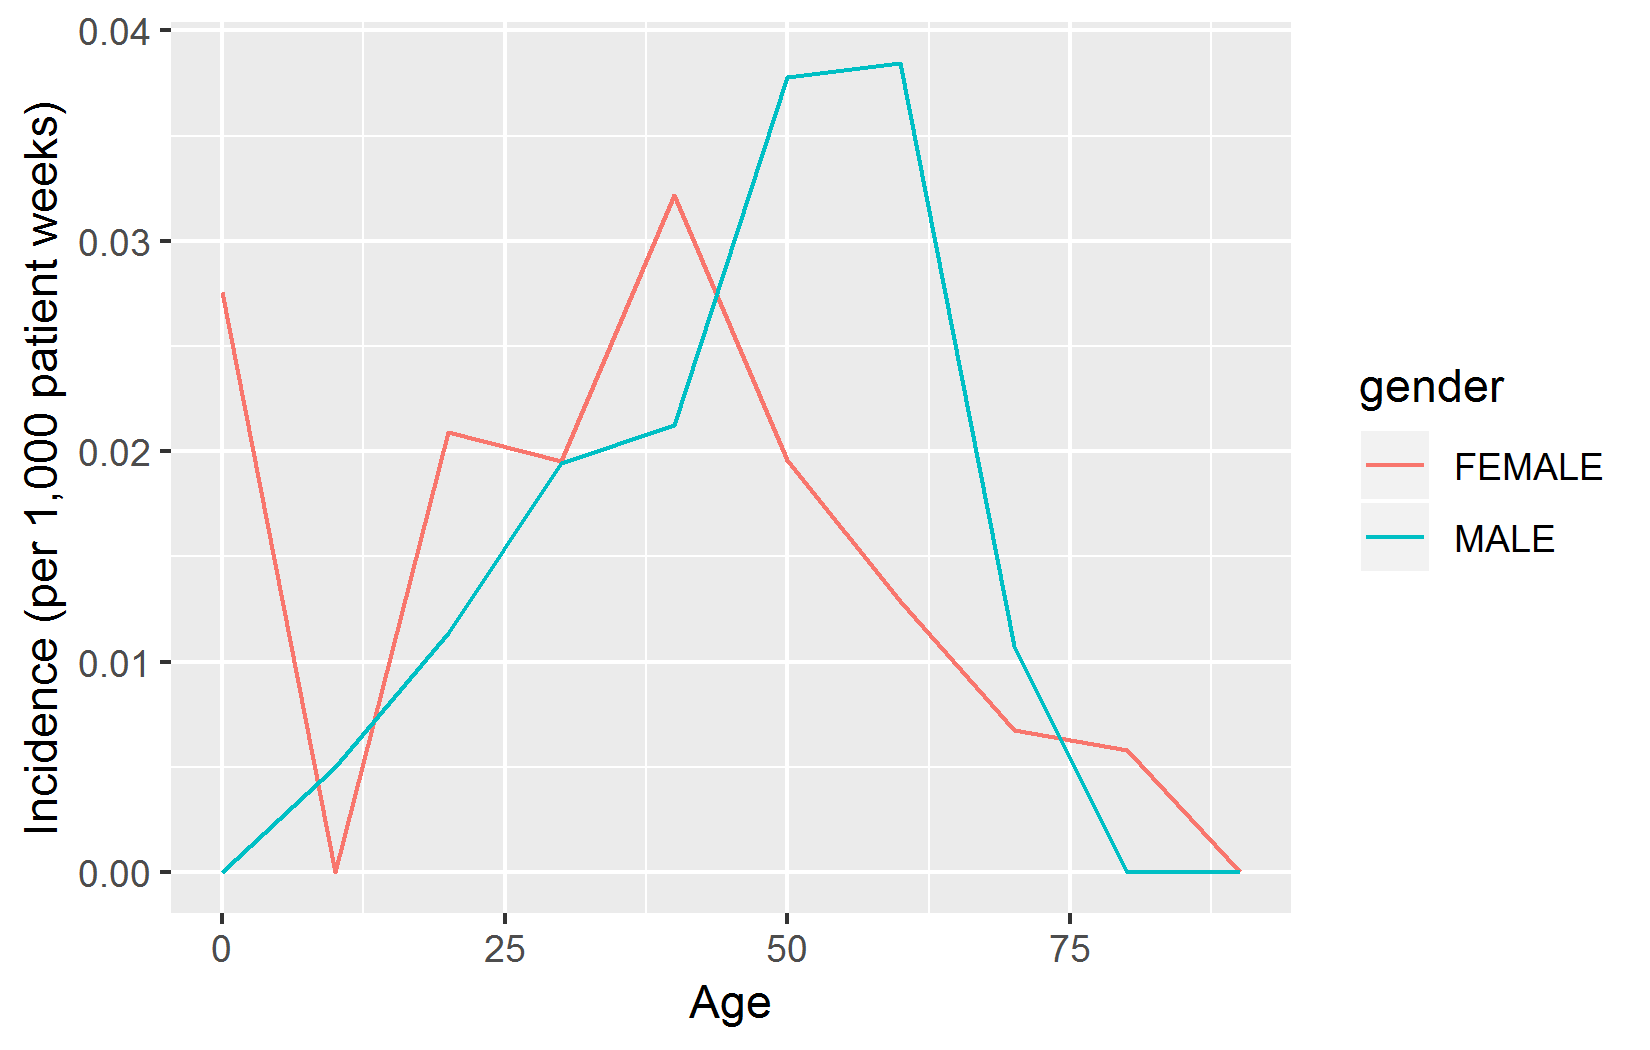 Incidence (per 1,000 patient weeks)
0.04
0.03
0.02
0.01
0.00
0 25 50 75
Age
gender
FEMALE
MALE